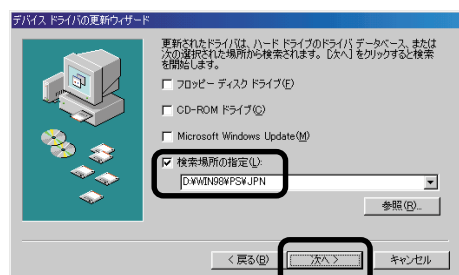 デバイス ドライバの更新ウィザード
更新されたドライバは、ハード ドライブのドライバ データベース、または
次の選択された場所から検索されます。[次へ] をクリックすると検索
を開始します。
フロッピー ディスク ドライブ(F)
CD-ROM ドライブ(C)
Microsoft Windows Update(M)
検索場所の指定(L):
D:¥WIN98¥PS¥JPN
参照(R)...
< 戻る(B)
次へ >
キャンセル